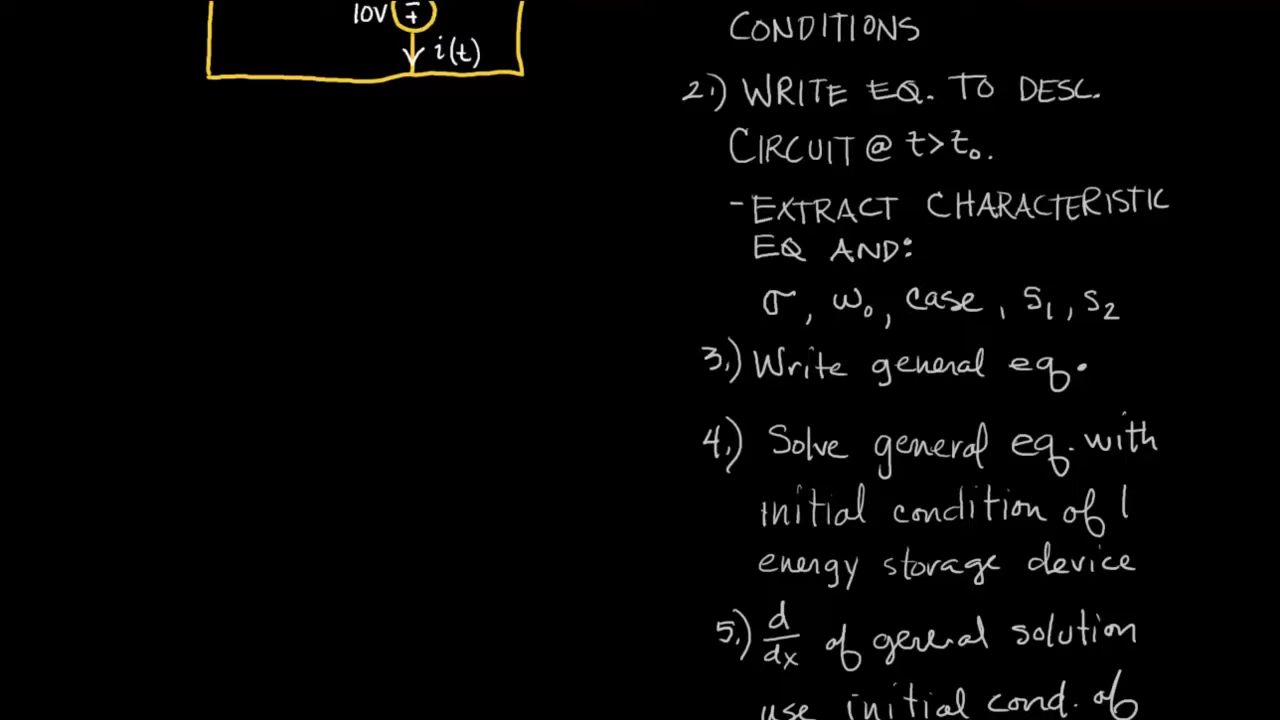 10V
i(t)
CONDITIONS
2.) WRITE EQ. TO DESC.
CIRCUIT @ t>t₀.
- EXTRACT CHARACTERISTIC
EQ AND:
σ, ω₀, case, S₁, S₂
3.) Write general eq.
4.) Solve general eq. with
initial condition of 1
energy storage device
5.) d/dx of general solution
use initial cond. of